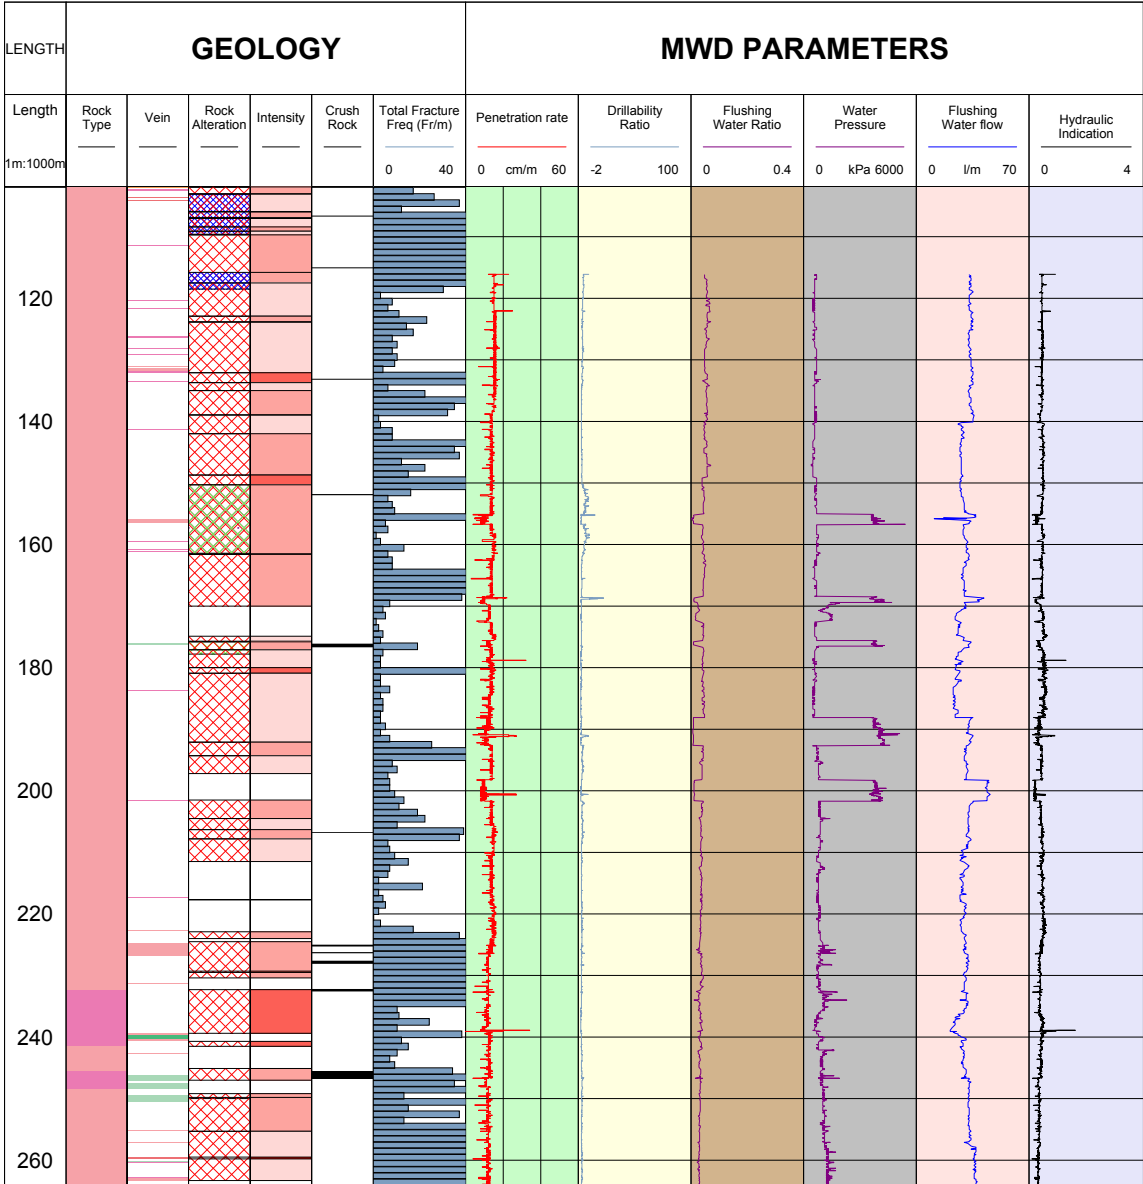 LENGTH
GEOLOGY
MWD PARAMETERS
Length
1m:1000m
Rock
Type
Vein
Rock
Alteration
Intensity
Crush
Rock
Total Fracture
Freq (Fr/m)
0 40
Penetration rate
0 cm/m 60
Drillability
Ratio
-2 100
Flushing
Water Ratio
0 0.4
Water
Pressure
0 kPa 6000
Flushing
Water flow
0 l/m 70
Hydraulic
Indication
0 4
120
140
160
180
200
220
240
260